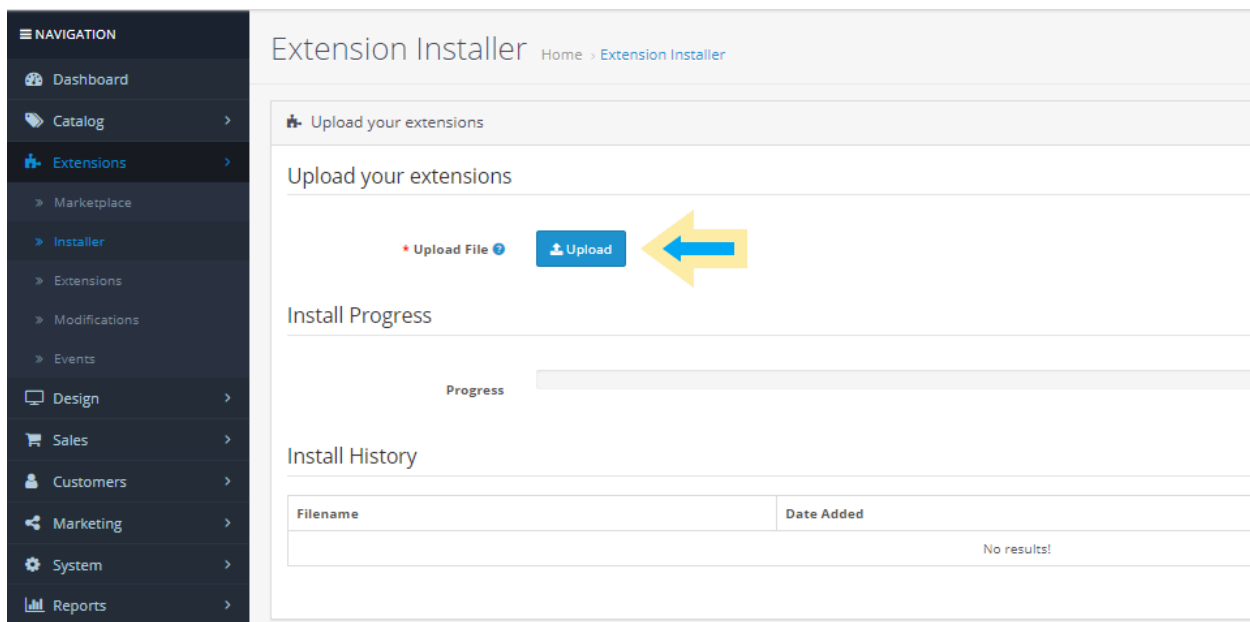 NAVIGATION
Dashboard
Catalog
Extensions
Marketplace
Installer
Extensions
Modifications
Events
Design
Sales
Customers
Marketing
System
Reports
Extension Installer Home › Extension Installer
Upload your extensions
Upload your extensions
* Upload File ? Upload
Install Progress
Progress
Install History
Filename Date Added
No results!